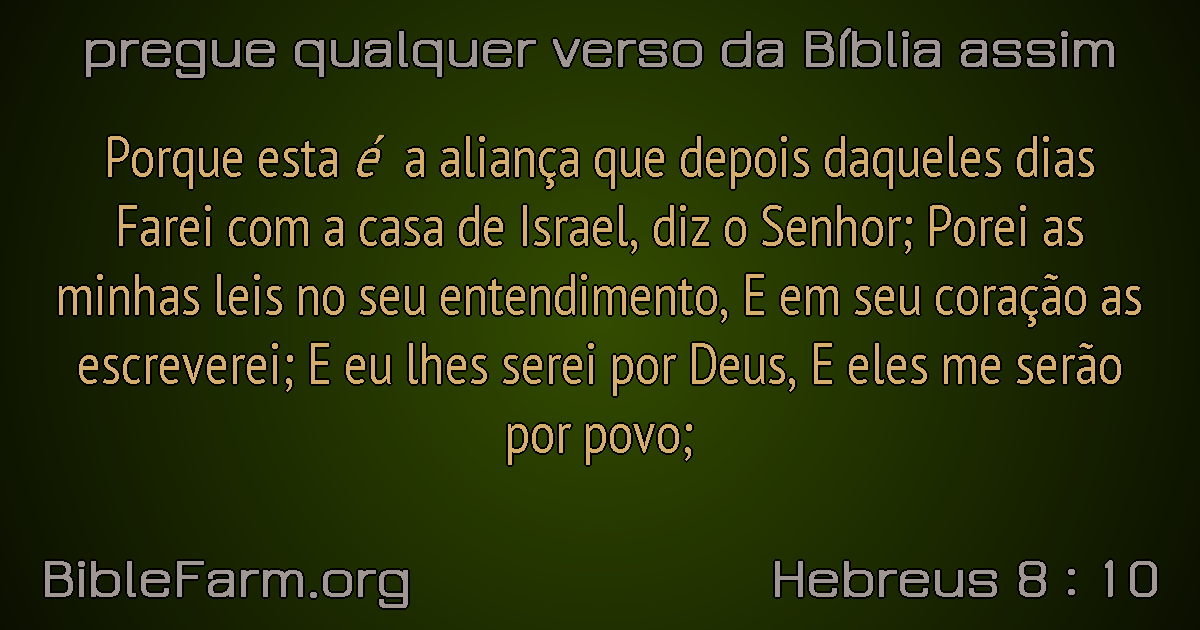 pregue qualquer verso da Bíblia assim
Porque esta é a aliança que depois daqueles dias
Farei com a casa de Israel, diz o Senhor; Porei as
minhas leis no seu entendimento, E em seu coração as
escreverei; E eu lhes serei por Deus, E eles me serão
por povo;
BibleFarm.org
Hebreus 8 : 10